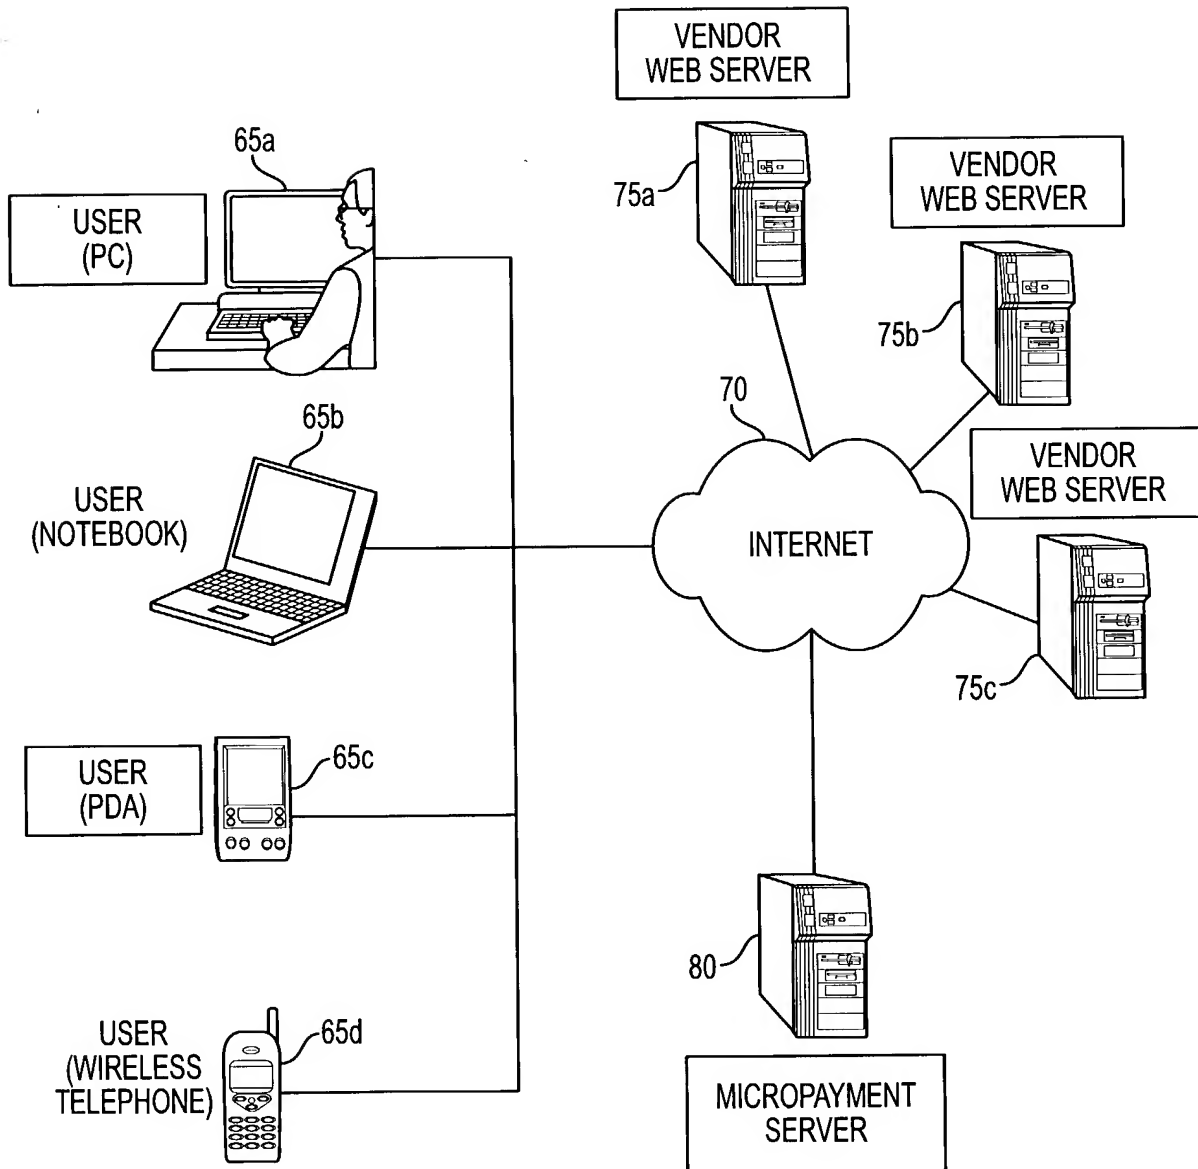 VENDOR
WEB SERVER
65a
USER
(PC)
75a
VENDOR
WEB SERVER
75b
65b
70
USER
(NOTEBOOK)
INTERNET
VENDOR
WEB SERVER
75c
USER
(PDA)
65c
80
USER
(WIRELESS
TELEPHONE)
65d
MICROPAYMENT
SERVER